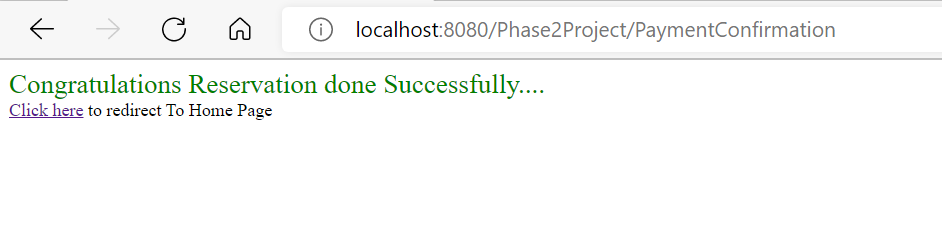 localhost:8080/Phase2Project/PaymentConfirmation
Congratulations Reservation done Successfully....
Click here to redirect To Home Page